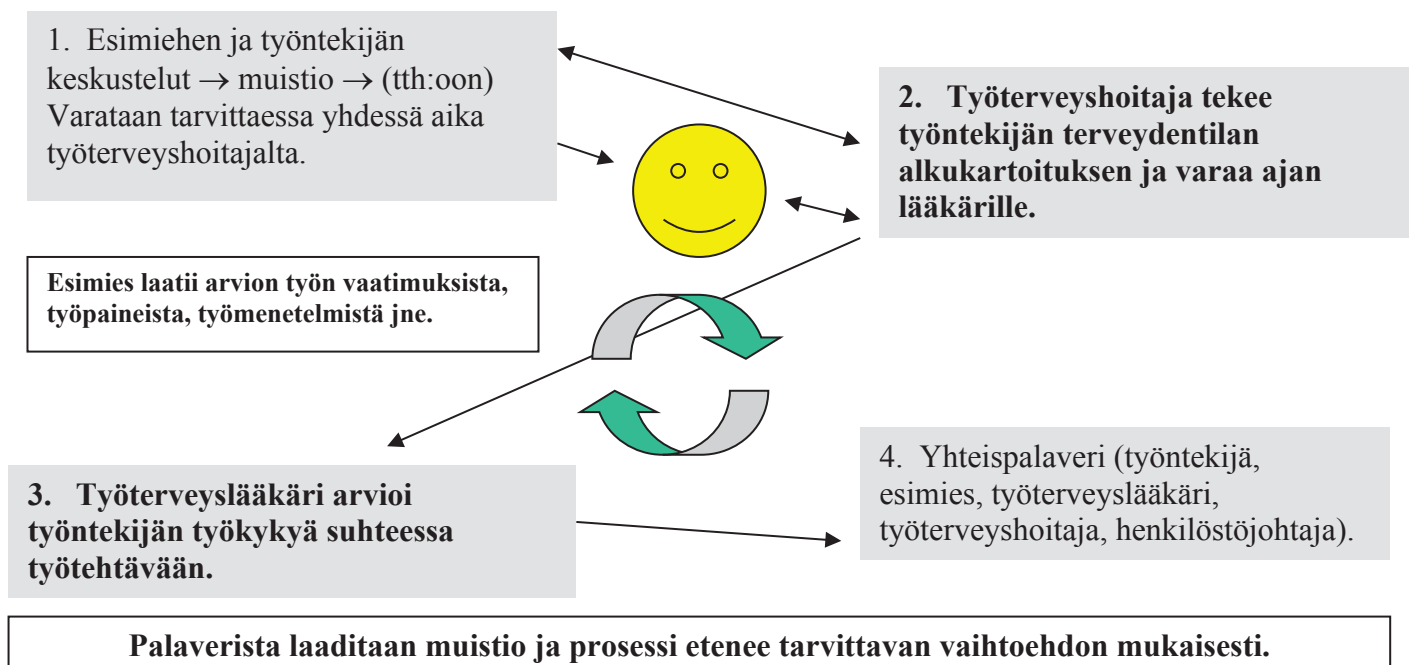 1. Esimiehen ja työntekijän
keskustelut → muistio → (tth:oon)
Varataan tarvittaessa yhdessä aika
työterveyshoitajalta.
2. Työterveyshoitaja tekee
työntekijän terveydentilan
alkukartoituksen ja varaa ajan
lääkärille.
Esimies laatii arvion työn vaatimuksista,
työpaineista, työmenetelmistä jne.
3. Työterveyslääkäri arvioi
työntekijän työkykyä suhteessa
työtehtävään.
4. Yhteispalaveri (työntekijä,
esimies, työterveyslääkäri,
työterveyshoitaja, henkilöstöjohtaja).
Palaverista laaditaan muistio ja prosessi etenee tarvittavan vaihtoehdon mukaisesti.